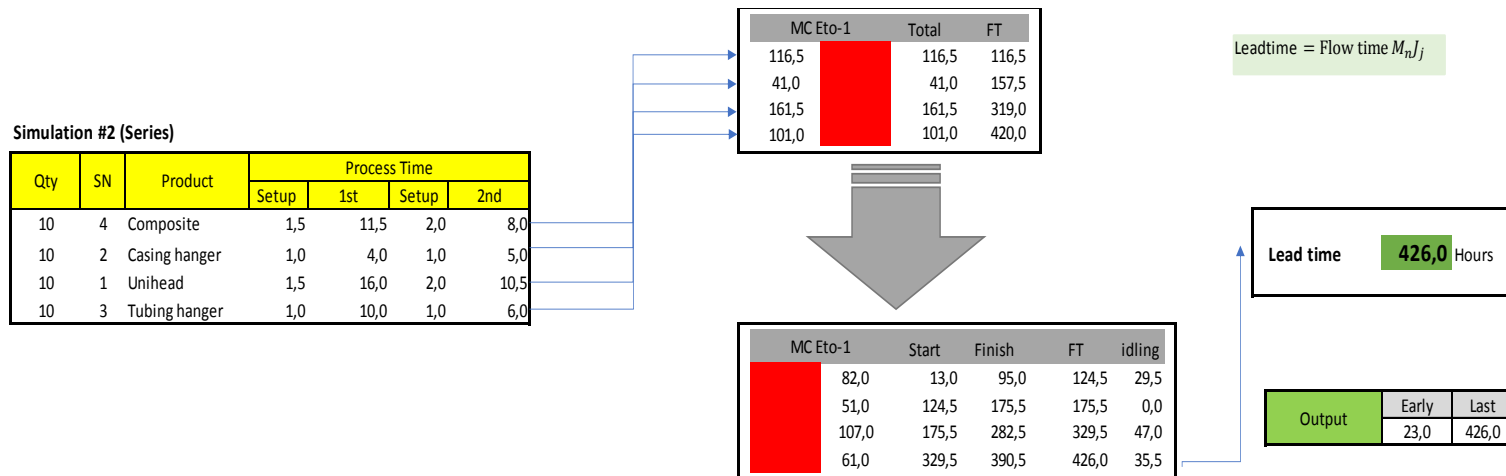 MC Eto-1 Total FT
116,5 116,5 116,5
41,0 41,0 157,5
161,5 161,5 319,0
101,0 101,0 420,0
Leadtime = Flow time MₙJⱼ
Simulation #2 (Series)
Qty SN Product Process Time
Setup 1st Setup 2nd
10 4 Composite 1,5 11,5 2,0 8,0
10 2 Casing hanger 1,0 4,0 1,0 5,0
10 1 Unihead 1,5 16,0 2,0 10,5
10 3 Tubing hanger 1,0 10,0 1,0 6,0
Lead time 426,0 Hours
MC Eto-1 Start Finish FT idling
82,0 13,0 95,0 124,5 29,5
51,0 124,5 175,5 175,5 0,0
107,0 175,5 282,5 329,5 47,0
61,0 329,5 390,5 426,0 35,5
Output Early Last
23,0 426,0